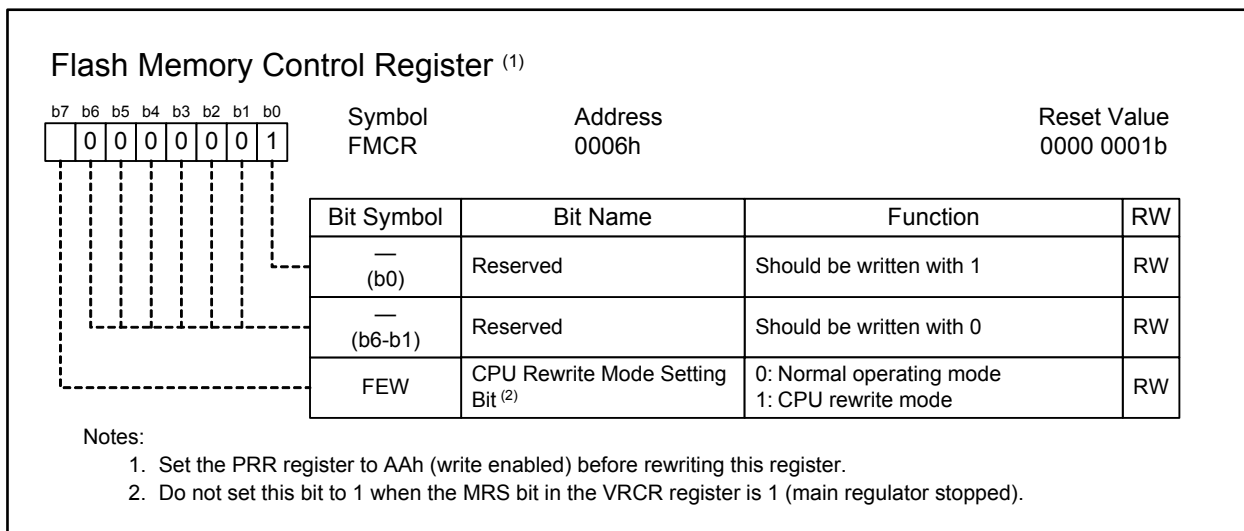 Flash Memory Control Register (1)
b7 b6 b5 b4 b3 b2 b1 b0
0 0 0 0 0 0 1
Symbol Address Reset Value
FMCR 0006h 0000 0001b
Bit Symbol Bit Name Function RW
—
(b0) Reserved Should be written with 1 RW
—
(b6-b1) Reserved Should be written with 0 RW
FEW CPU Rewrite Mode Setting
Bit (2) 0: Normal operating mode
1: CPU rewrite mode RW
Notes:
1. Set the PRR register to AAh (write enabled) before rewriting this register.
2. Do not set this bit to 1 when the MRS bit in the VRCR register is 1 (main regulator stopped).